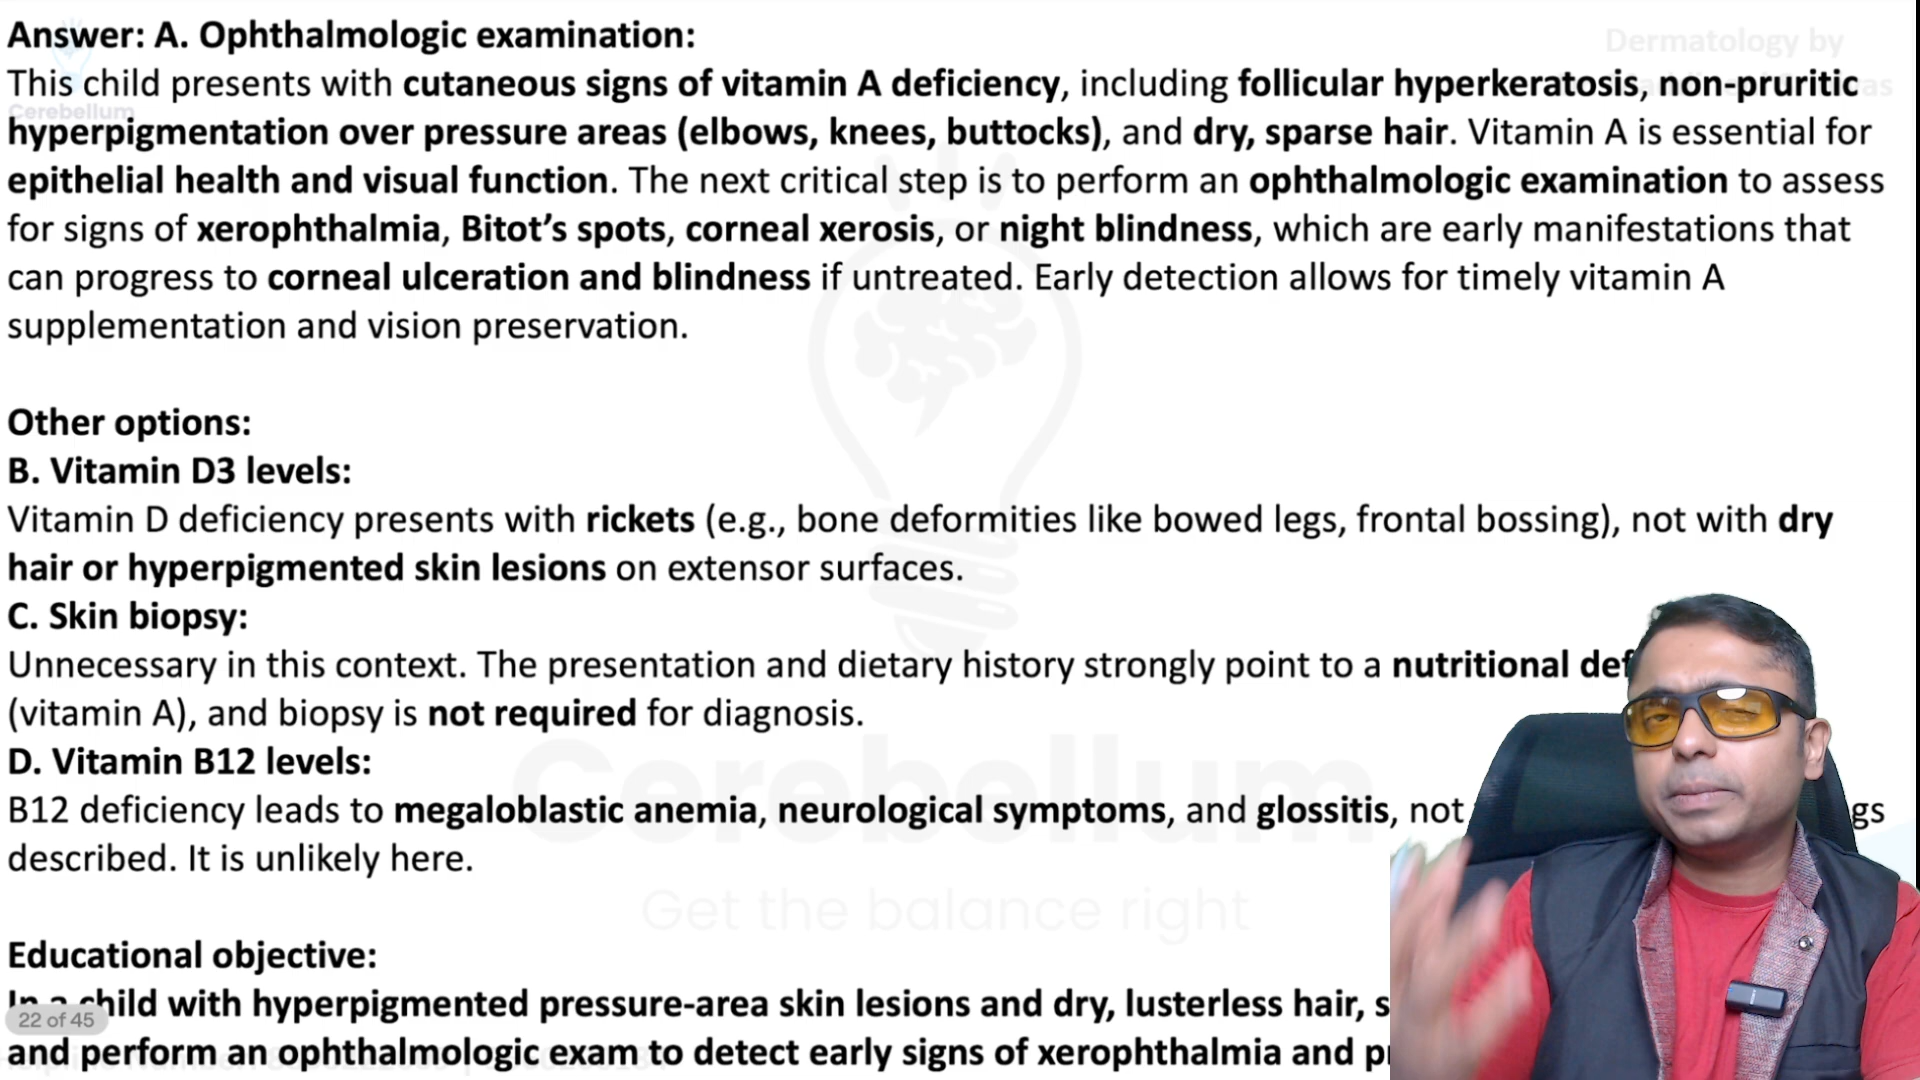 Answer: A. Ophthalmologic examination:
Dermatology by
This child presents with cutaneous signs of vitamin A deficiency, including follicular hyperkeratosis, non-pruritic
Cerebellum
hyperpigmentation over pressure areas (elbows, knees, buttocks), and dry, sparse hair. Vitamin A is essential for
epithelial health and visual function. The next critical step is to perform an ophthalmologic examination to assess
for signs of xerophthalmia, Bitot’s spots, corneal xerosis, or night blindness, which are early manifestations that
can progress to corneal ulceration and blindness if untreated. Early detection allows for timely vitamin A
supplementation and vision preservation.
Other options:
B. Vitamin D3 levels:
Vitamin D deficiency presents with rickets (e.g., bone deformities like bowed legs, frontal bossing), not with dry
hair or hyperpigmented skin lesions on extensor surfaces.
C. Skin biopsy:
Unnecessary in this context. The presentation and dietary history strongly point to a nutritional def
(vitamin A), and biopsy is not required for diagnosis.
D. Vitamin B12 levels:
Cerebellum
B12 deficiency leads to megaloblastic anemia, neurological symptoms, and glossitis, not gs
described. It is unlikely here.
Get the balance right
Educational objective:
In a child with hyperpigmented pressure-area skin lesions and dry, lusterless hair, s
22 of 45
and perform an ophthalmologic exam to detect early signs of xerophthalmia and p